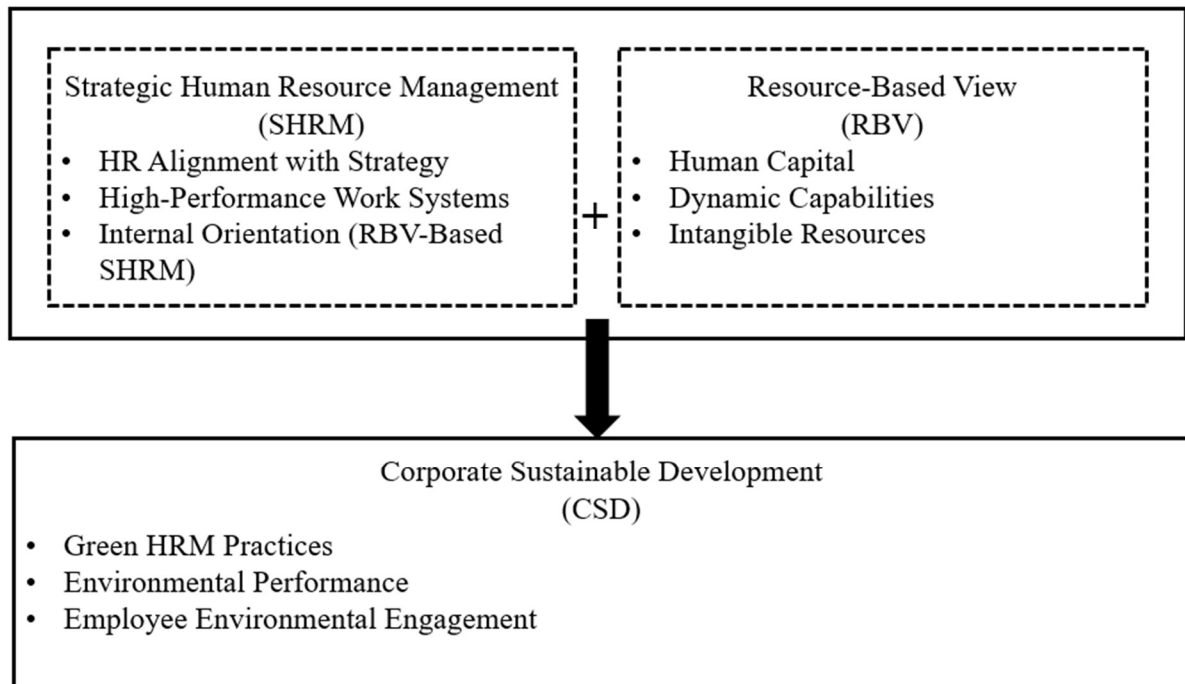 Strategic Human Resource Management
(SHRM)
• HR Alignment with Strategy
• High-Performance Work Systems
• Internal Orientation (RBV-Based
SHRM)
+
Resource-Based View
(RBV)
• Human Capital
• Dynamic Capabilities
• Intangible Resources
Corporate Sustainable Development
(CSD)
• Green HRM Practices
• Environmental Performance
• Employee Environmental Engagement